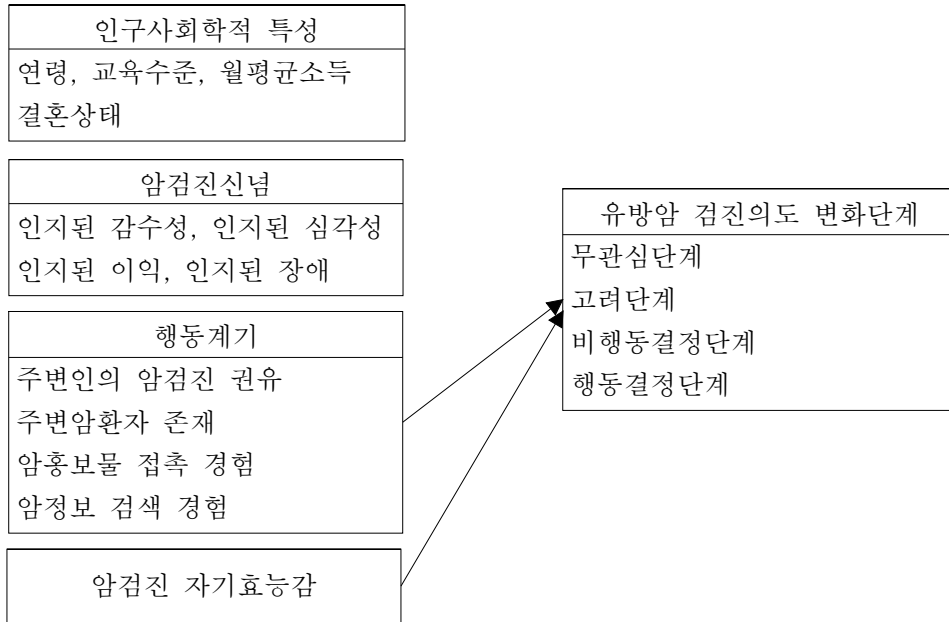 인구사회학적 특성
연령, 교육수준, 월평균소득
결혼상태
암검진신념
인지된 감수성, 인지된 심각성
인지된 이익, 인지된 장애
행동계기
주변인의 암검진 권유
주변암환자 존재
암홍보물 접촉 경험
암정보 검색 경험
암검진 자기효능감
유방암 검진의도 변화단계
무관심단계
고려단계
비행동결정단계
행동결정단계